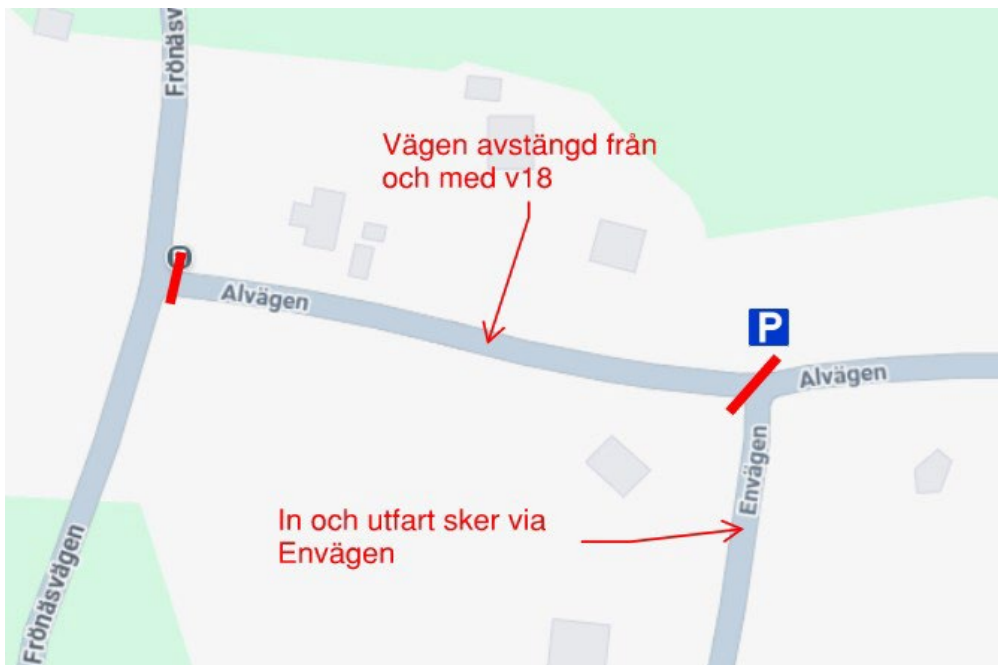 Frönäsv
Vägen avstängd från
och med v18
Alvägen
P
Alvägen
Envägen
In och utfart sker via
Envägen
Frönäsvägen